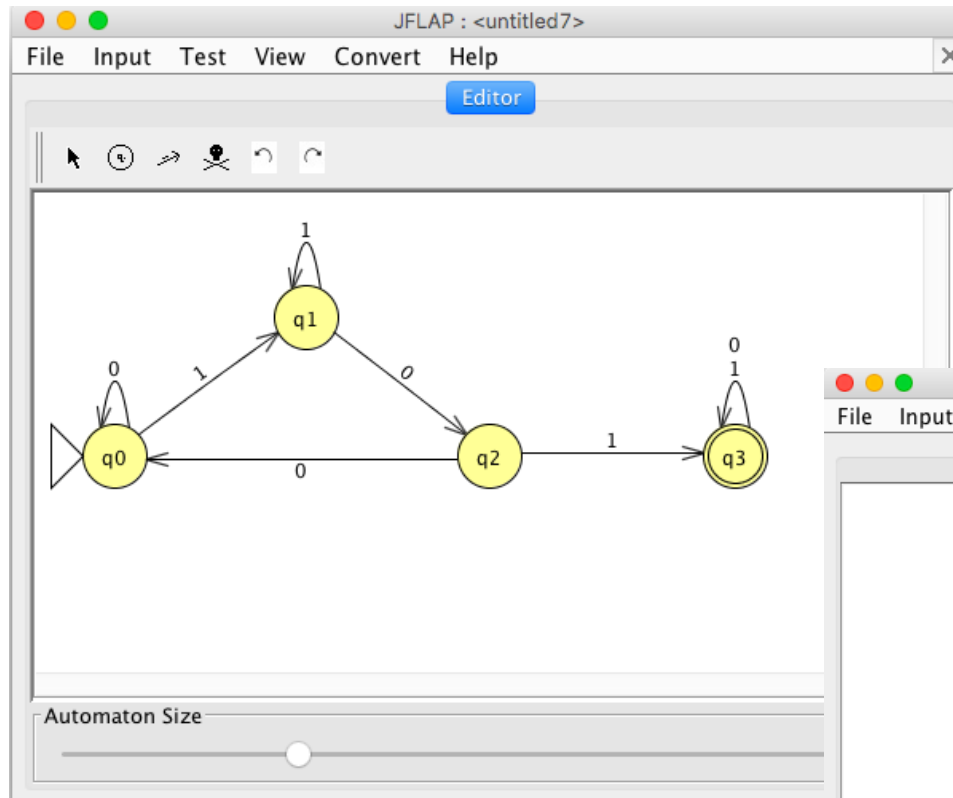 JFLAP : <untitled7>
File Input Test View Convert Help
Editor
1
q1
0
1
0
0
1
q0
0
q2
1
q3
File Input
Automaton Size